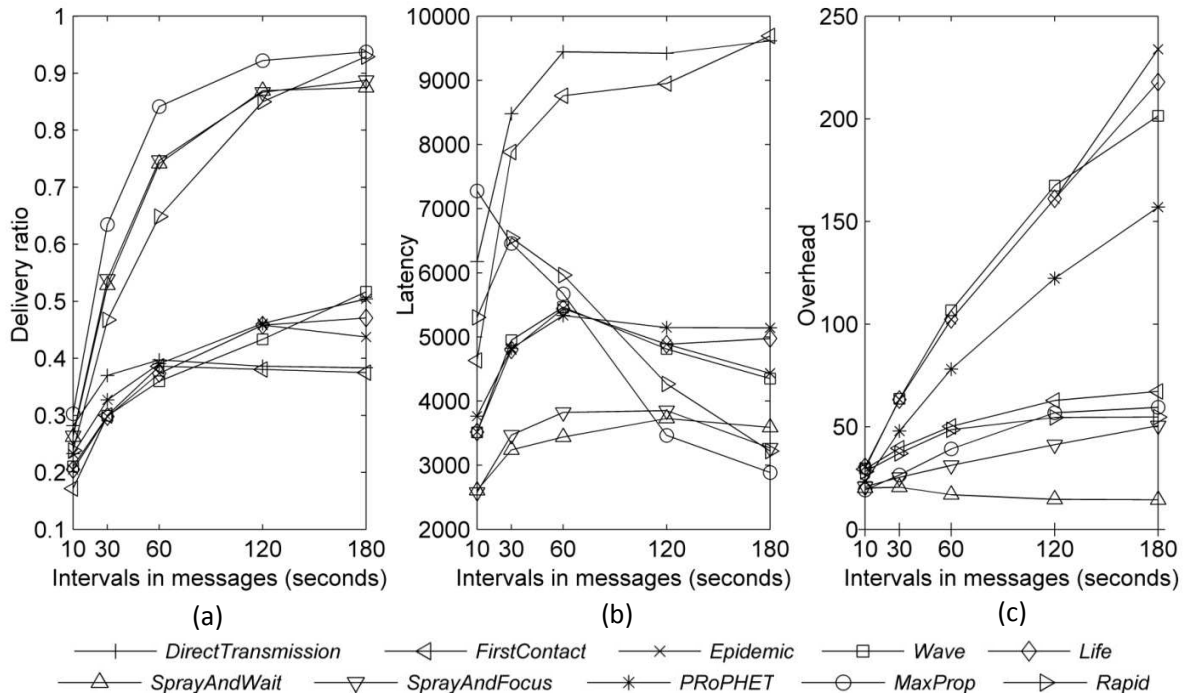 1
0.9
0.8
0.7
0.6
0.5
0.4
0.3
0.2
0.1
Delivery ratio
10 30 60 120 180
Intervals in messages (seconds)
(a)
10000
9000
8000
7000
6000
5000
4000
3000
2000
Latency
10 30 60 120 180
Intervals in messages (seconds)
(b)
250
200
150
100
50
0
Overhead
10 30 60 120 180
Intervals in messages (seconds)
(c)
DirectTransmission FirstContact Epidemic Wave Life
SprayAndWait SprayAndFocus PRoPHET MaxProp Rapid